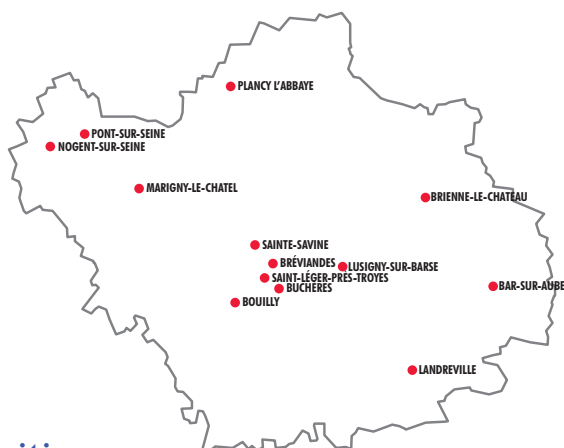 PLANCY L'ABBAYE
PONT-SUR-SEINE
NOGENT-SUR-SEINE
MARIGNY-LE-CHATEL
BRIENNE-LE-CHATEAU
SAINTE-SAVINE
BRÉVIANDES
LUSIGNY-SUR-BARSE
SAINT-LÉGER-PRÈS-TROYES
BUCHÈRES
BAR-SUR-AUBE
BOUILLY
LANDREVILLE